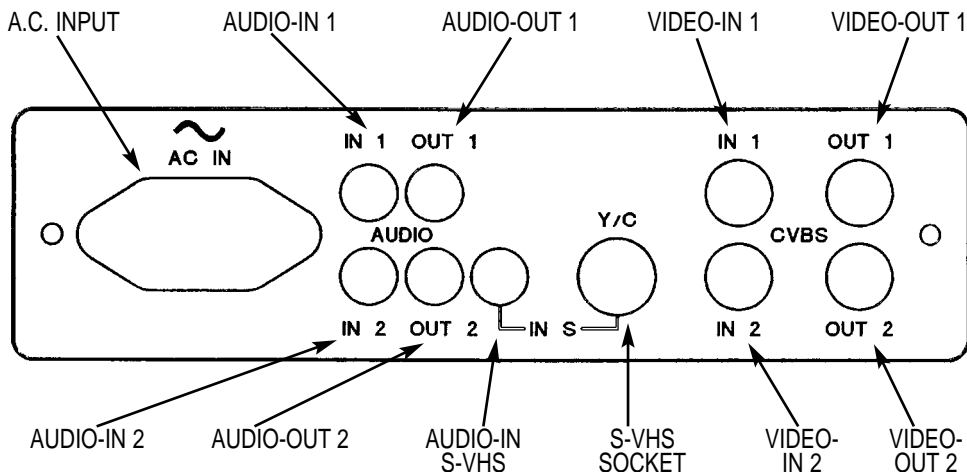 A.C. INPUT AUDIO-IN 1 AUDIO-OUT 1 VIDEO-IN 1 VIDEO-OUT 1
IN 1 OUT 1 IN 1 OUT 1
AC IN
AUDIO Y/C CVBS
IN 2 OUT 2 IN S IN 2 OUT 2
AUDIO-IN 2 AUDIO-OUT 2 AUDIO-IN S-VHS VIDEO- VIDEO-
S-VHS SOCKET IN 2 OUT 2